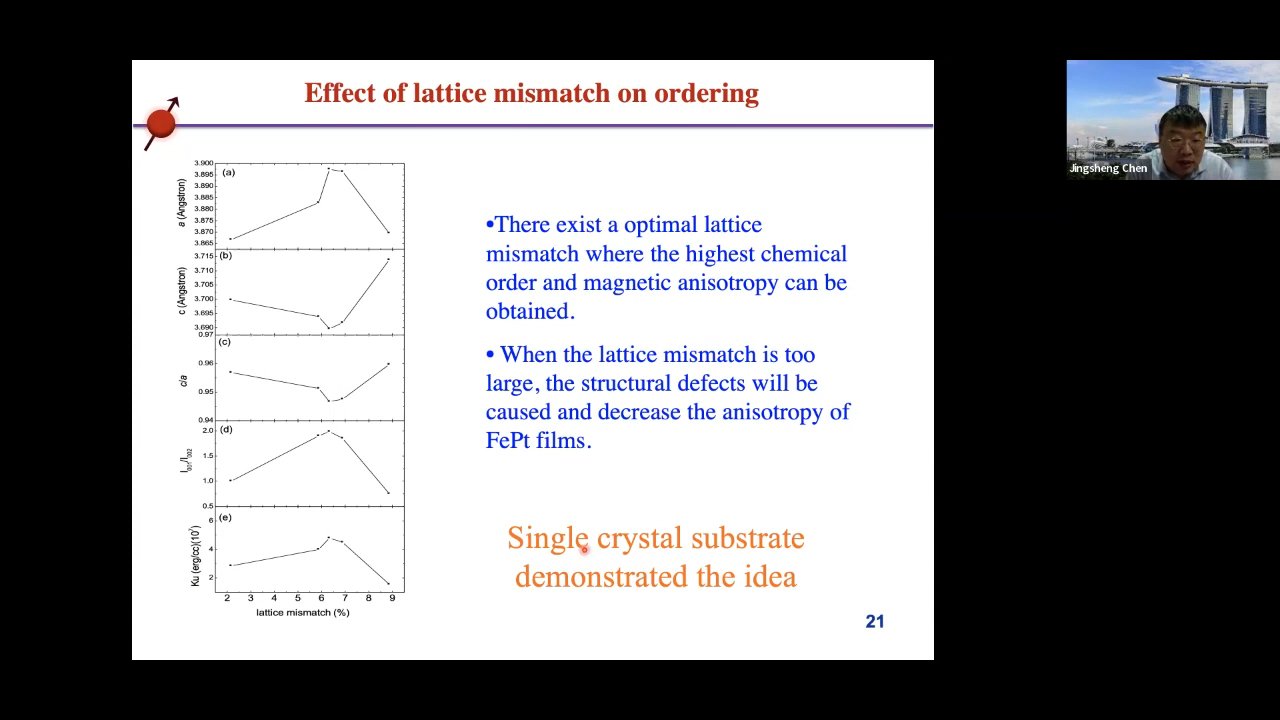 Effect of lattice mismatch on ordering
Jingsheng Chen
(a)
a (Angstron)
3.900
3.895
3.890
3.885
3.880
3.875
3.870
3.865
(b)
c (Angstron)
3.715
3.710
3.705
3.700
3.695
3.690
(c)
c/a
0.97
0.96
0.95
0.94
(d)
I001/I002
2.0
1.5
1.0
0.5
(e)
Ku (erg/cc)(10⁷)
6
4
2
2 3 4 5 6 7 8 9
lattice mismatch (%)
•There exist a optimal lattice
mismatch where the highest chemical
order and magnetic anisotropy can be
obtained.
• When the lattice mismatch is too
large, the structural defects will be
caused and decrease the anisotropy of
FePt films.
Single crystal substrate
demonstrated the idea
21